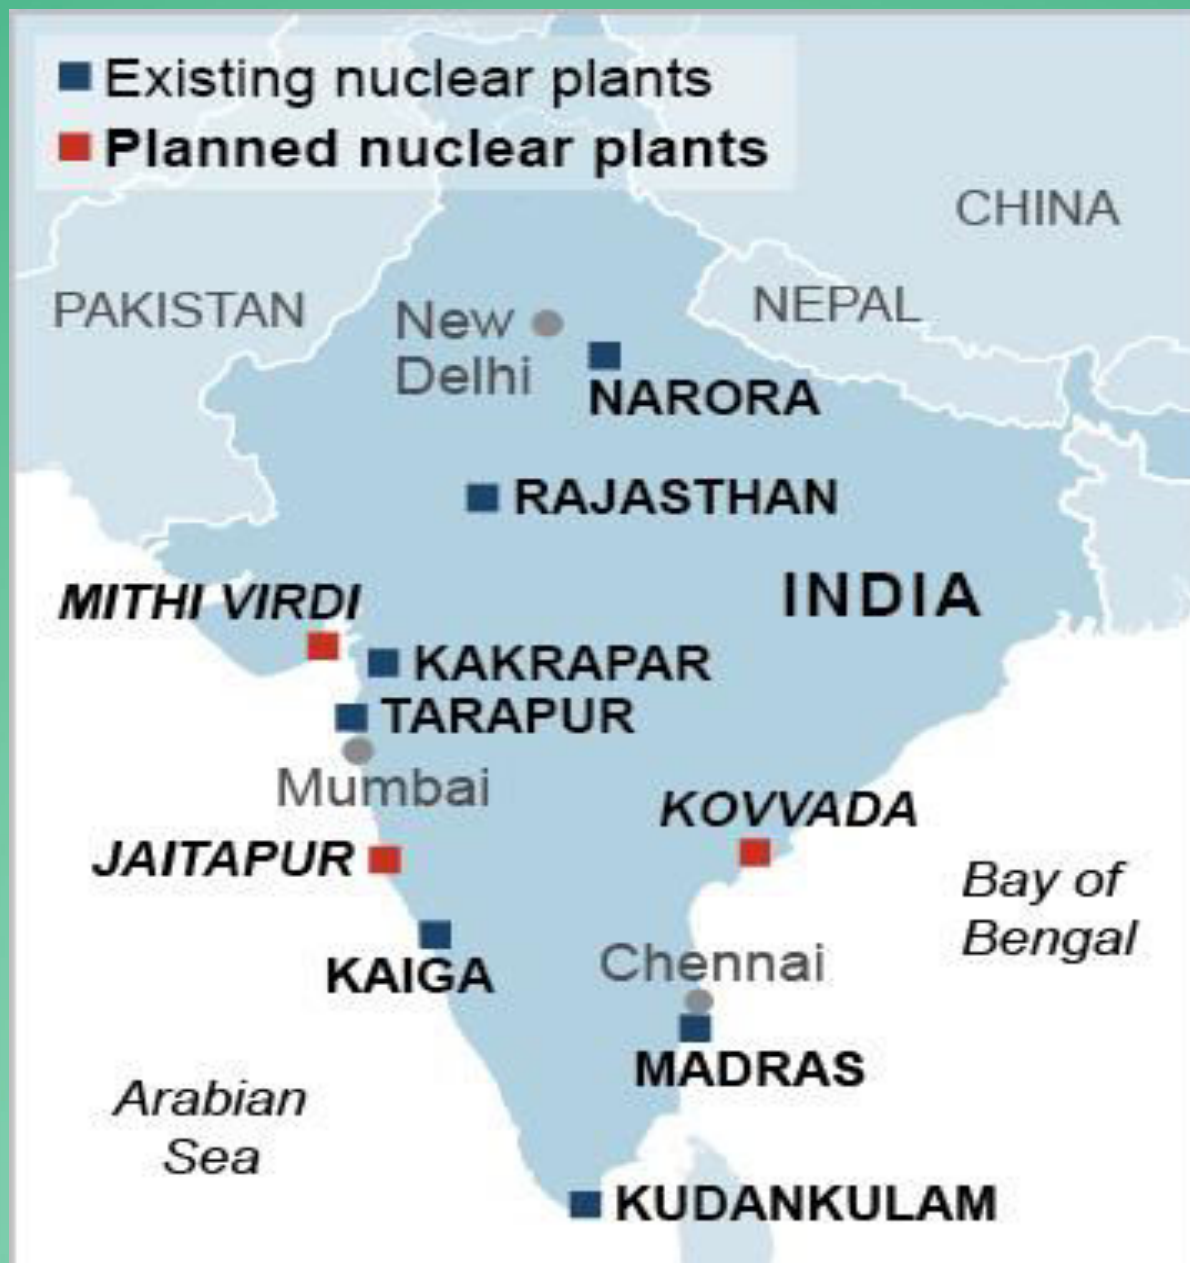 Existing nuclear plants
Planned nuclear plants
CHINA
PAKISTAN
NEPAL
New
Delhi
NARORA
RAJASTHAN
INDIA
MITHI VIRDI
KAKRAPAR
TARAPUR
Mumbai
KOVVADA
JAITAPUR
Bay of
Bengal
KAIGA
Chennai
MADRAS
Arabian
Sea
KUDANKULAM